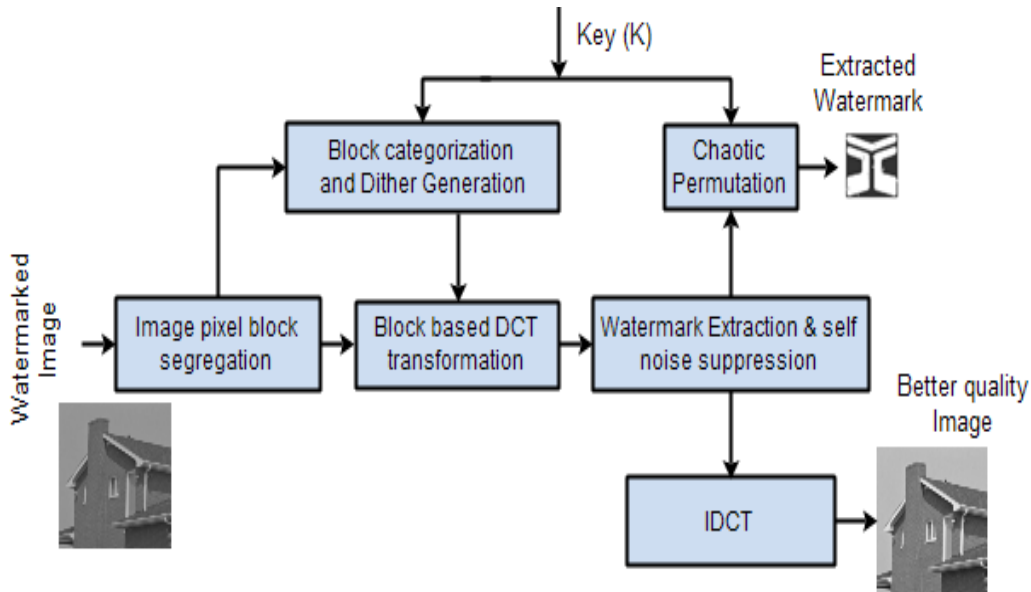 Key (K)
Extracted
Watermark
Block categorization
and Dither Generation
Chaotic
Permutation
Watermarked
Image
Image pixel block
segregation
Block based DCT
transformation
Watermark Extraction & self
noise suppression
Better quality
Image
IDCT